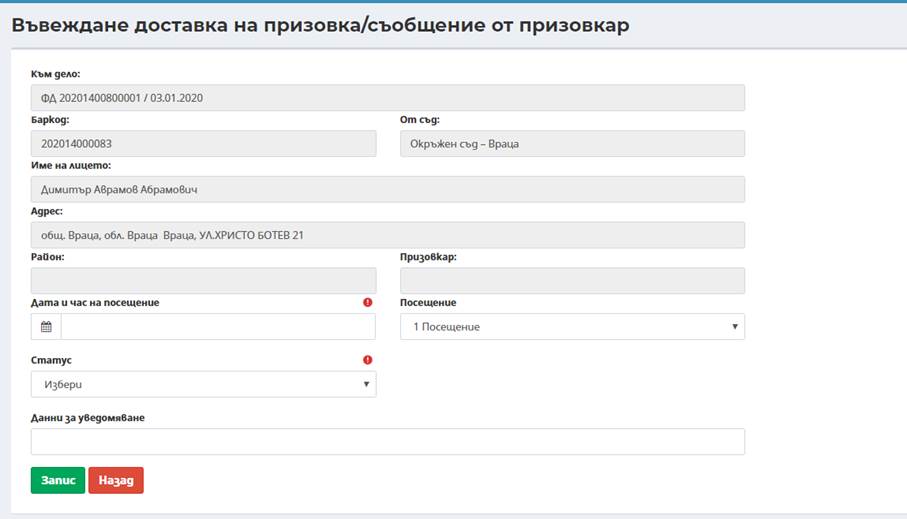 Въвеждане доставка на призовка/съобщение от призовкар
Към дело:
ФД 20201400800001 / 03.01.2020
Баркод:
От съд:
202014000083
Окръжен съд – Враца
Име на лицето:
Димитър Аврамов Абрамович
Адрес:
общ. Враца, обл. Враца Враца, УЛ.ХРИСТО БОТЕВ 21
Район:
Призовкар:
Дата и час на посещение
Посещение
1 Посещение
Статус
Избери
Данни за уведомяване
Запис
Назад